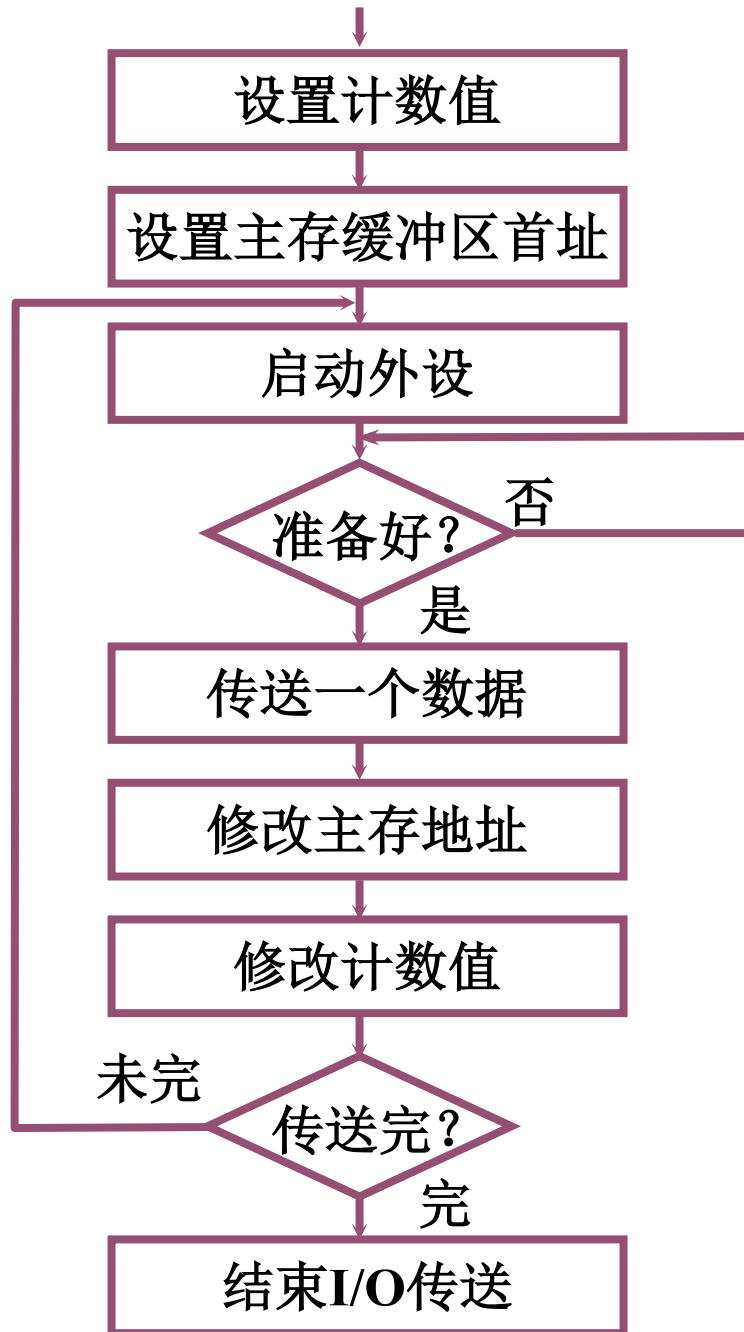 设置计数值
设置主存缓冲区首址
启动外设
准备好？
否
是
传送一个数据
修改主存地址
修改计数值
未完
传送完？
完
结束I/O传送